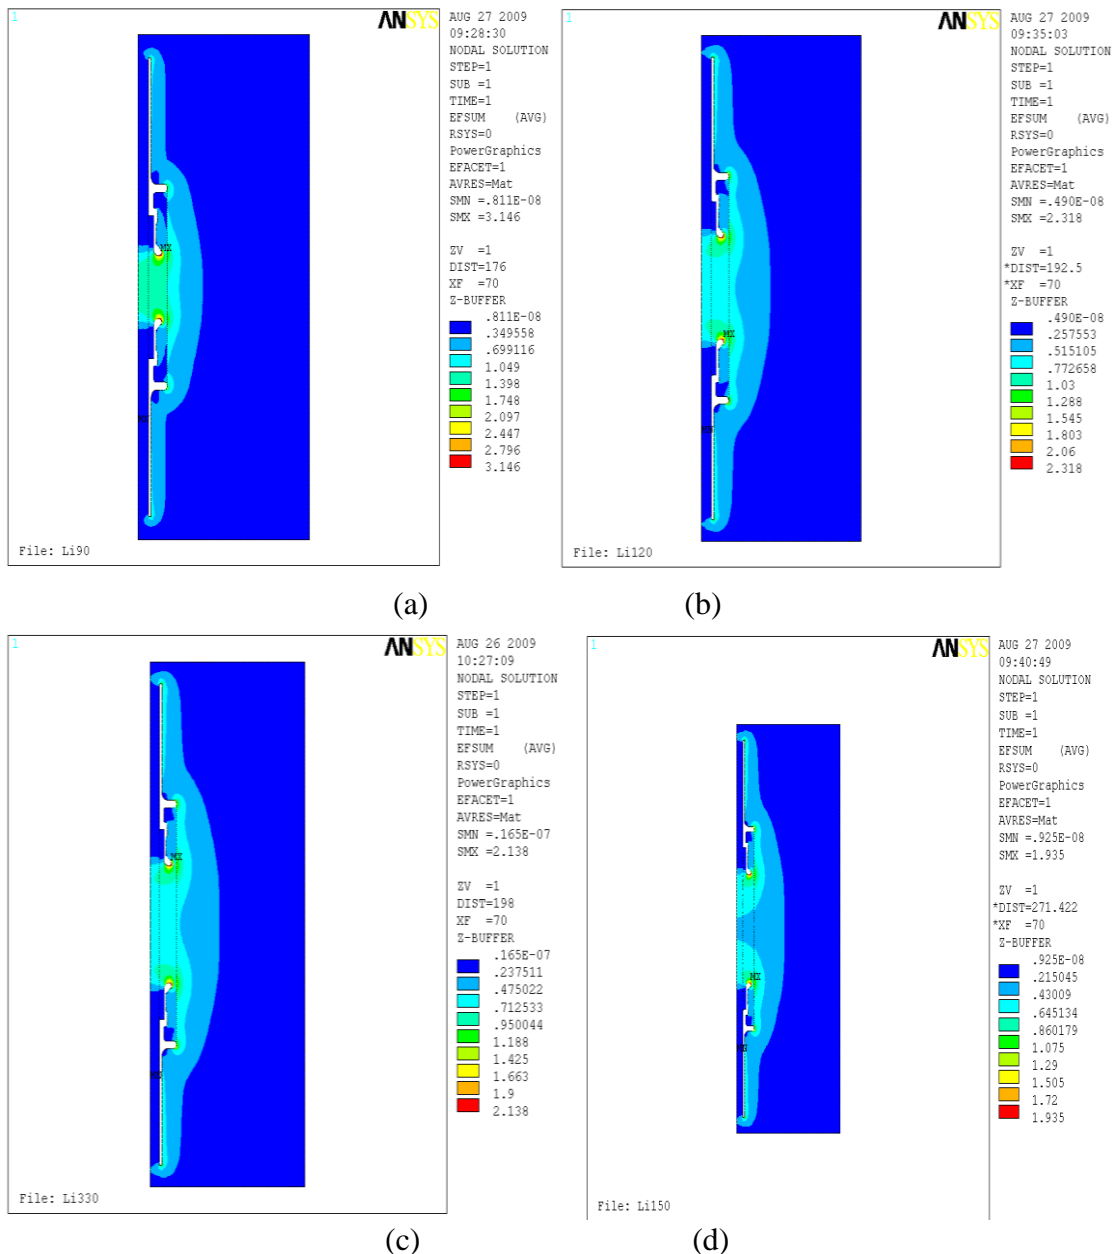 1
ANSYS
AUG 27 2009
09:28:30
NODAL SOLUTION
STEP=1
SUB =1
TIME=1
EFSUM (AVG)
RSYS=0
PowerGraphics
EFACET=1
AVRES=Mat
SMN =.811E-08
SMX =3.146
ZV =1
DIST=176
XF =70
Z-BUFFER
.811E-08
.349558
.699116
1.049
1.398
1.748
2.097
2.447
2.796
3.146
MX
File: Li90
(a)
1
ANSYS
AUG 27 2009
09:35:03
NODAL SOLUTION
STEP=1
SUB =1
TIME=1
EFSUM (AVG)
RSYS=0
PowerGraphics
EFACET=1
AVRES=Mat
SMN =.490E-08
SMX =2.318
ZV =1
*DIST=192.5
*XF =70
Z-BUFFER
.490E-08
.257553
.515105
.772658
1.03
1.288
1.545
1.803
2.06
2.318
MX
MN
File: Li120
(b)
1
ANSYS
AUG 26 2009
10:27:09
NODAL SOLUTION
STEP=1
SUB =1
TIME=1
EFSUM (AVG)
RSYS=0
PowerGraphics
EFACET=1
AVRES=Mat
SMN =.165E-07
SMX =2.138
ZV =1
DIST=198
XF =70
Z-BUFFER
.165E-07
.237511
.475022
.712533
.950044
1.188
1.425
1.663
1.9
2.138
MX
File: Li330
(c)
1
ANSYS
AUG 27 2009
09:40:49
NODAL SOLUTION
STEP=1
SUB =1
TIME=1
EFSUM (AVG)
RSYS=0
PowerGraphics
EFACET=1
AVRES=Mat
SMN =.925E-08
SMX =1.935
ZV =1
*DIST=271.422
*XF =70
Z-BUFFER
.925E-08
.215045
.43009
.645134
.860179
1.075
1.29
1.505
1.72
1.935
MX
File: Li150
(d)